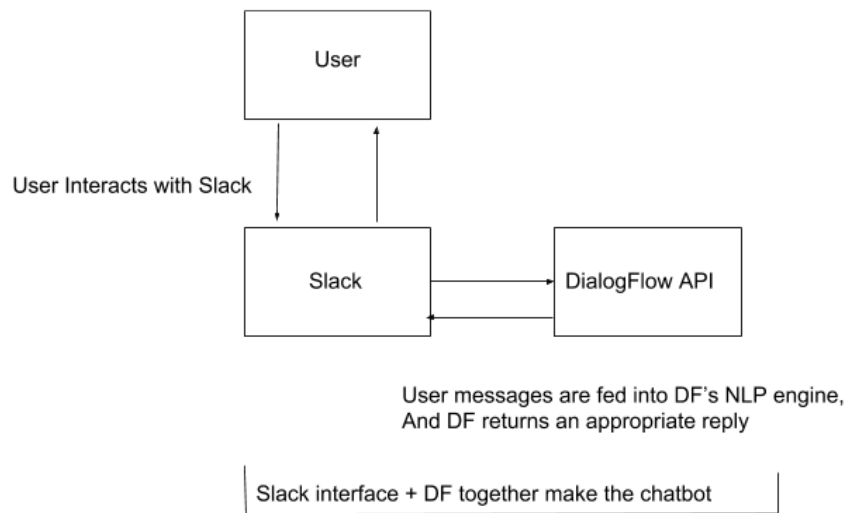 User
User Interacts with Slack
Slack
DialogFlow API
User messages are fed into DF's NLP engine,
And DF returns an appropriate reply
Slack interface + DF together make the chatbot